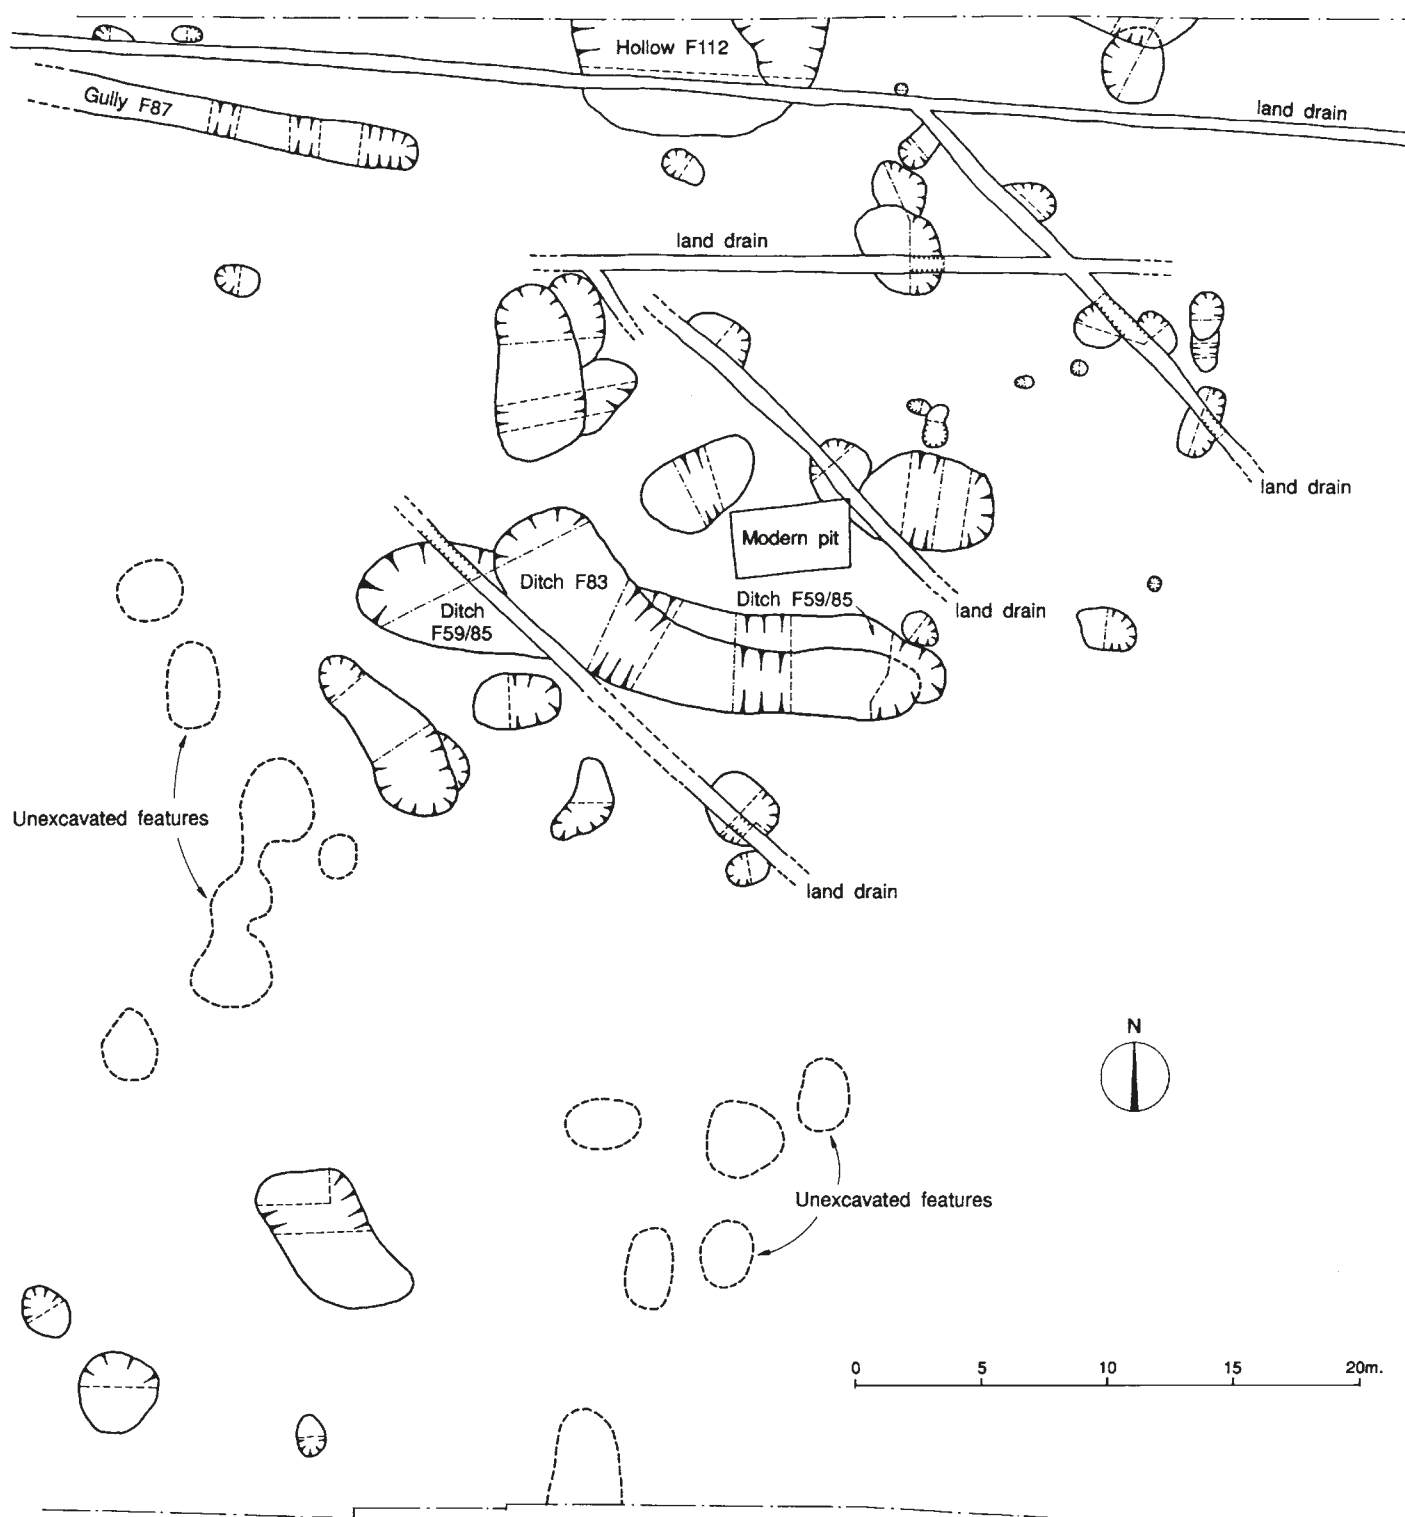 Hollow F112
Gully F87
land drain
land drain
land drain
Modern pit
Ditch F83
Ditch F59/85
land drain
Ditch
F59/85
Unexcavated features
land drain
N
Unexcavated features
0 5 10 15 20m.